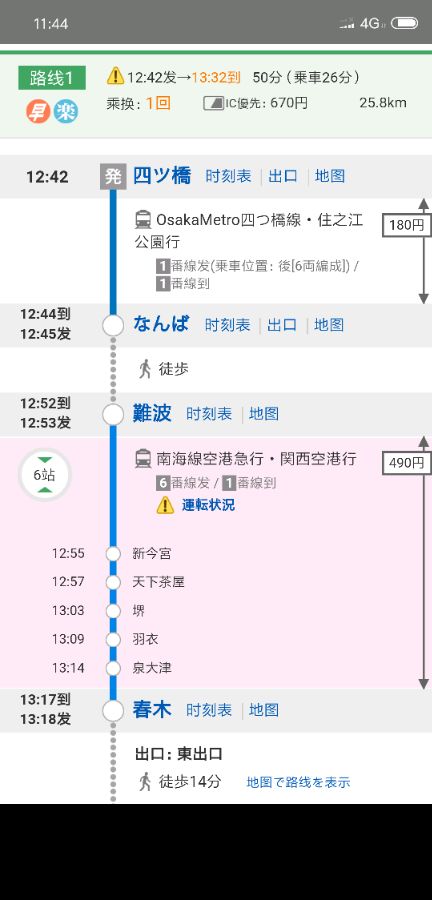 11:44 4G
路线1 12:42发→13:32到 50分(乗車26分)
早 楽 乗換: 1回 IC優先: 670円 25.8km
12:42 発 四ツ橋 时刻表 出口 地图
OsakaMetro四つ橋線・住之江
公園行
180円
1番線发(乗車位置: 後[6両編成]) /
1番線到
12:44到
12:45发
なんば 时刻表 出口 地图
徒歩
12:52到
12:53发
難波 时刻表 地图
6站
南海線空港急行・関西空港行
490円
6番線发 / 1番線到
運転状況
12:55 新今宮
12:57 天下茶屋
13:03 堺
13:09 羽衣
13:14 泉大津
13:17到
13:18发
春木 时刻表 地图
出口: 東出口
徒歩14分 地图で路线を表示